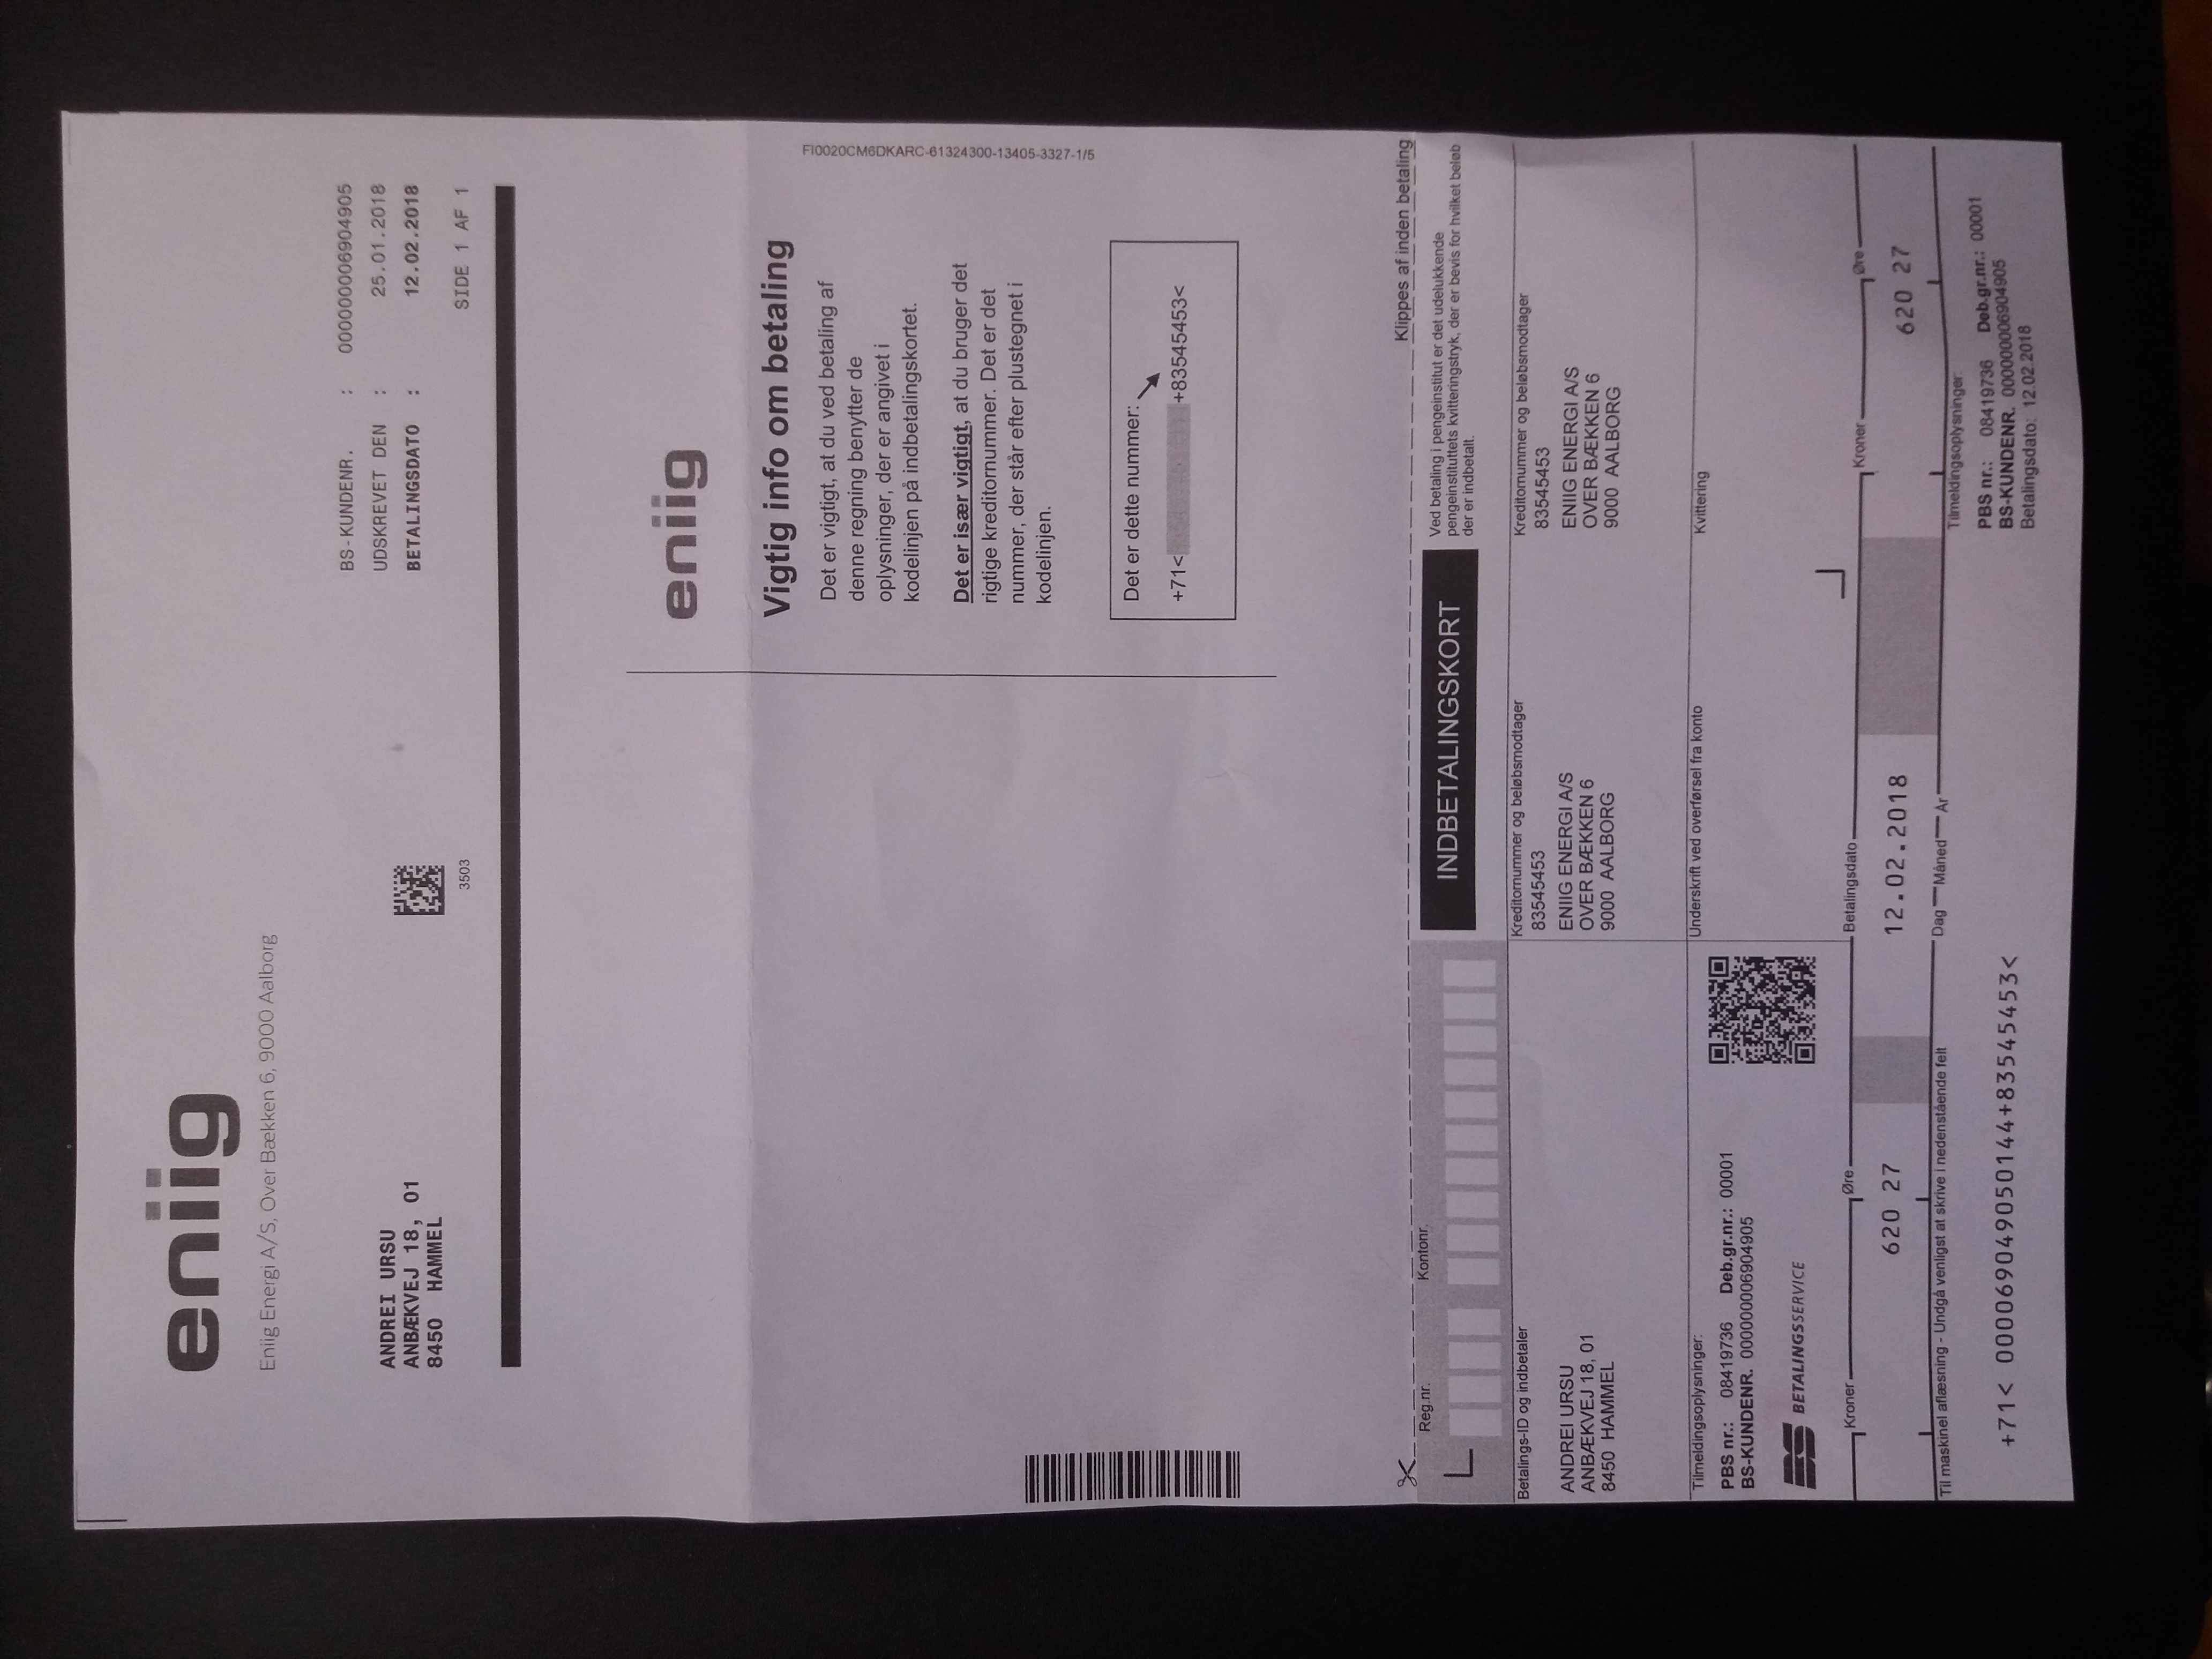 eniig
Eniig Energi A/S, Over Bækken 6, 9000 Aalborg
BS-KUNDENR. : 000000006904905
UDSKREVET DEN : 25.01.2018
BETALINGSDATO : 12.02.2018
SIDE 1 AF 1
ANDREI URSU
ANBÆKVEJ 18, 01
8450 HAMMEL
3503
eniig
Vigtig info om betaling
Det er vigtigt, at du ved betaling af
denne regning benytter de
oplysninger, der er angivet i
kodelinjen på indbetalingskortet.
Det er især vigtigt, at du bruger det
rigtige kreditornummer. Det er det
nummer, der står efter plustegnet i
kodelinjen.
Det er dette nummer:
+71< +83545453<
FI0020CM6DKARC-61324300-13405-3327-1/5
Klippes af inden betaling
Reg.nr. Kontonr.
INDBETALINGSKORT
Ved betaling i pengeinstitut er det udelukkende
pengeinstituttets kvitteringstryk, der er bevis for hvilket beløb
der er indbetalt.
Betalings-ID og indbetaler
ANDREI URSU
ANBÆKVEJ 18, 01
8450 HAMMEL
Kreditornummer og beløbsmodtager
83545453
ENIIG ENERGI A/S
OVER BÆKKEN 6
9000 AALBORG
Kreditornummer og beløbsmodtager
83545453
ENIIG ENERGI A/S
OVER BÆKKEN 6
9000 AALBORG
Tilmeldingsoplysninger:
PBS nr.: 08419736 Deb.gr.nr.: 00001
BS-KUNDENR. 000000006904905
BS BETALINGSSERVICE
Underskrift ved overførsel fra konto
Kvittering
Kroner Øre
620 27
Betalingsdato
12.02.2018
Dag Måned År
Kroner Øre
620 27
Til maskinel aflæsning - Undgå venligst at skrive i nedenstående felt
+71< 000069049050144+83545453<
Tilmeldingsoplysninger:
PBS nr.: 08419736 Deb.gr.nr.: 00001
BS-KUNDENR. 000000006904905
Betalingsdato: 12.02.2018